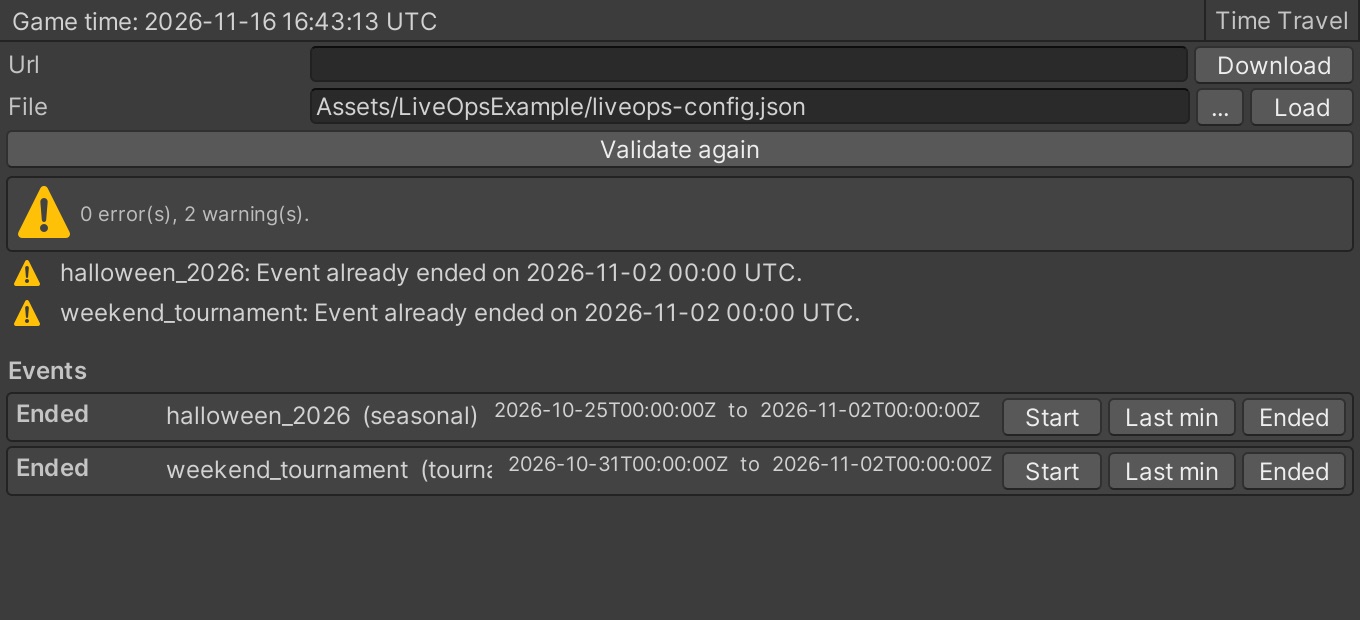 Game time: 2026-11-16 16:43:13 UTC Time Travel
Url Download
File Assets/LiveOpsExample/liveops-config.json ... Load
Validate again
0 error(s), 2 warning(s).
halloween_2026: Event already ended on 2026-11-02 00:00 UTC.
weekend_tournament: Event already ended on 2026-11-02 00:00 UTC.
Events
Ended halloween_2026 (seasonal) 2026-10-25T00:00:00Z to 2026-11-02T00:00:00Z Start Last min Ended
Ended weekend_tournament (tourna 2026-10-31T00:00:00Z to 2026-11-02T00:00:00Z Start Last min Ended